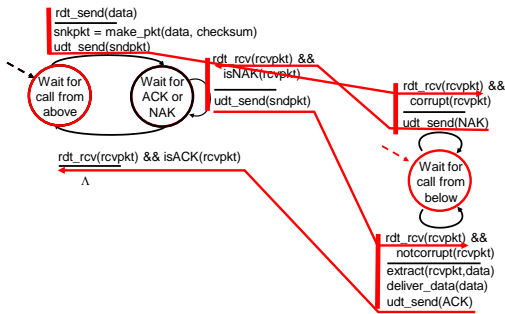 rdt_send(data)
snkpkt = make_pkt(data, checksum)
udt_send(sndpkt)
Wait for
call from
above
Wait for
ACK or
NAK
rdt_rcv(rcvpkt) &&
isNAK(rcvpkt)
udt_send(sndpkt)
rdt_rcv(rcvpkt) && isACK(rcvpkt)
Λ
rdt_rcv(rcvpkt) &&
corrupt(rcvpkt)
udt_send(NAK)
Wait for
call from
below
rdt_rcv(rcvpkt) &&
notcorrupt(rcvpkt)
extract(rcvpkt,data)
deliver_data(data)
udt_send(ACK)